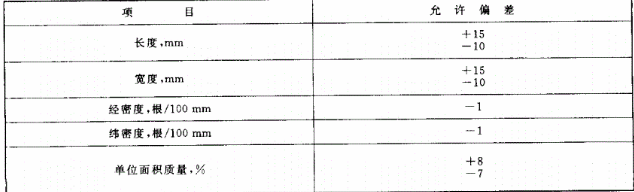 项 目 允 许 偏 差
长度,mm +15
-10
宽度,mm +15
-10
经密度,根/100 mm -1
纬密度,根/100 mm -1
单位面积质量,% +8
-7